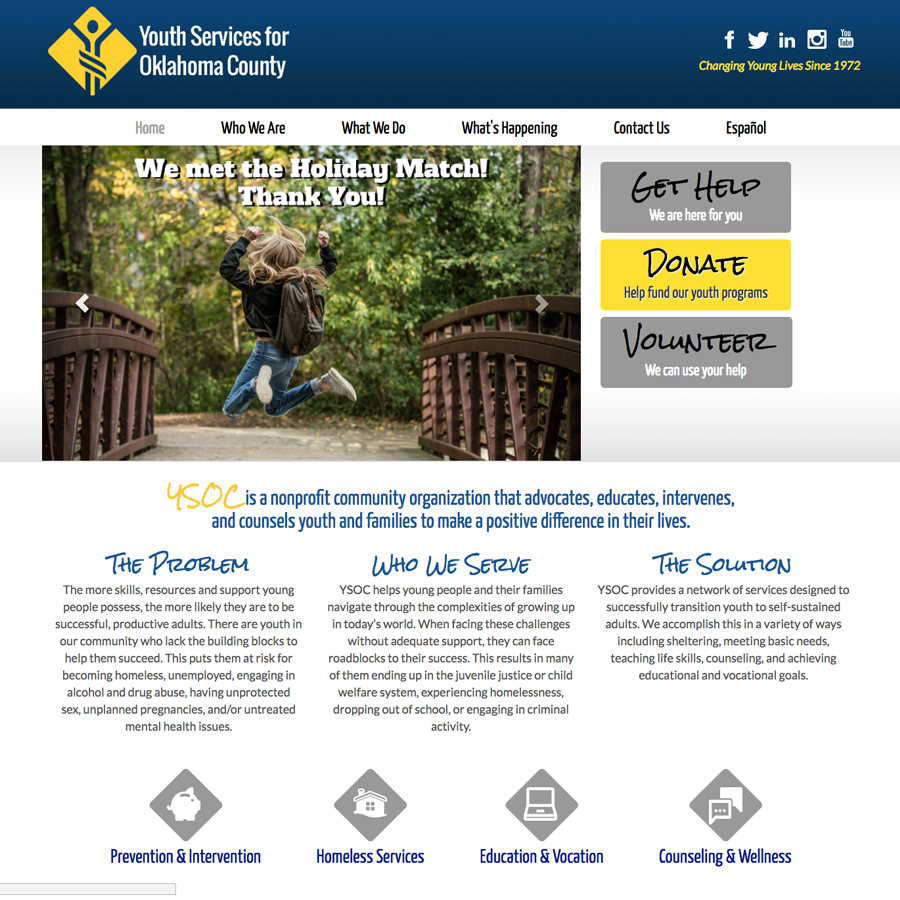 Youth Services for
Oklahoma County
You
Tube
Changing Young Lives Since 1972
Home Who We Are What We Do What's Happening Contact Us Español
We met the Holiday Match!
Thank You!
Get Help
We are here for you
Donate
Help fund our youth programs
Volunteer
We can use your help
YSOC is a nonprofit community organization that advocates, educates, intervenes,
and counsels youth and families to make a positive difference in their lives.
The Problem
The more skills, resources and support young
people possess, the more likely they are to be
successful, productive adults. There are youth in
our community who lack the building blocks to
help them succeed. This puts them at risk for
becoming homeless, unemployed, engaging in
alcohol and drug abuse, having unprotected
sex, unplanned pregnancies, and/or untreated
mental health issues.
Who We Serve
YSOC helps young people and their families
navigate through the complexities of growing up
in today's world. When facing these challenges
without adequate support, they can face
roadblocks to their success. This results in many
of them ending up in the juvenile justice or child
welfare system, experiencing homelessness,
dropping out of school, or engaging in criminal
activity.
The Solution
YSOC provides a network of services designed to
successfully transition youth to self-sustained
adults. We accomplish this in a variety of ways
including sheltering, meeting basic needs,
teaching life skills, counseling, and achieving
educational and vocational goals.
Prevention & Intervention
Homeless Services
Education & Vocation
Counseling & Wellness